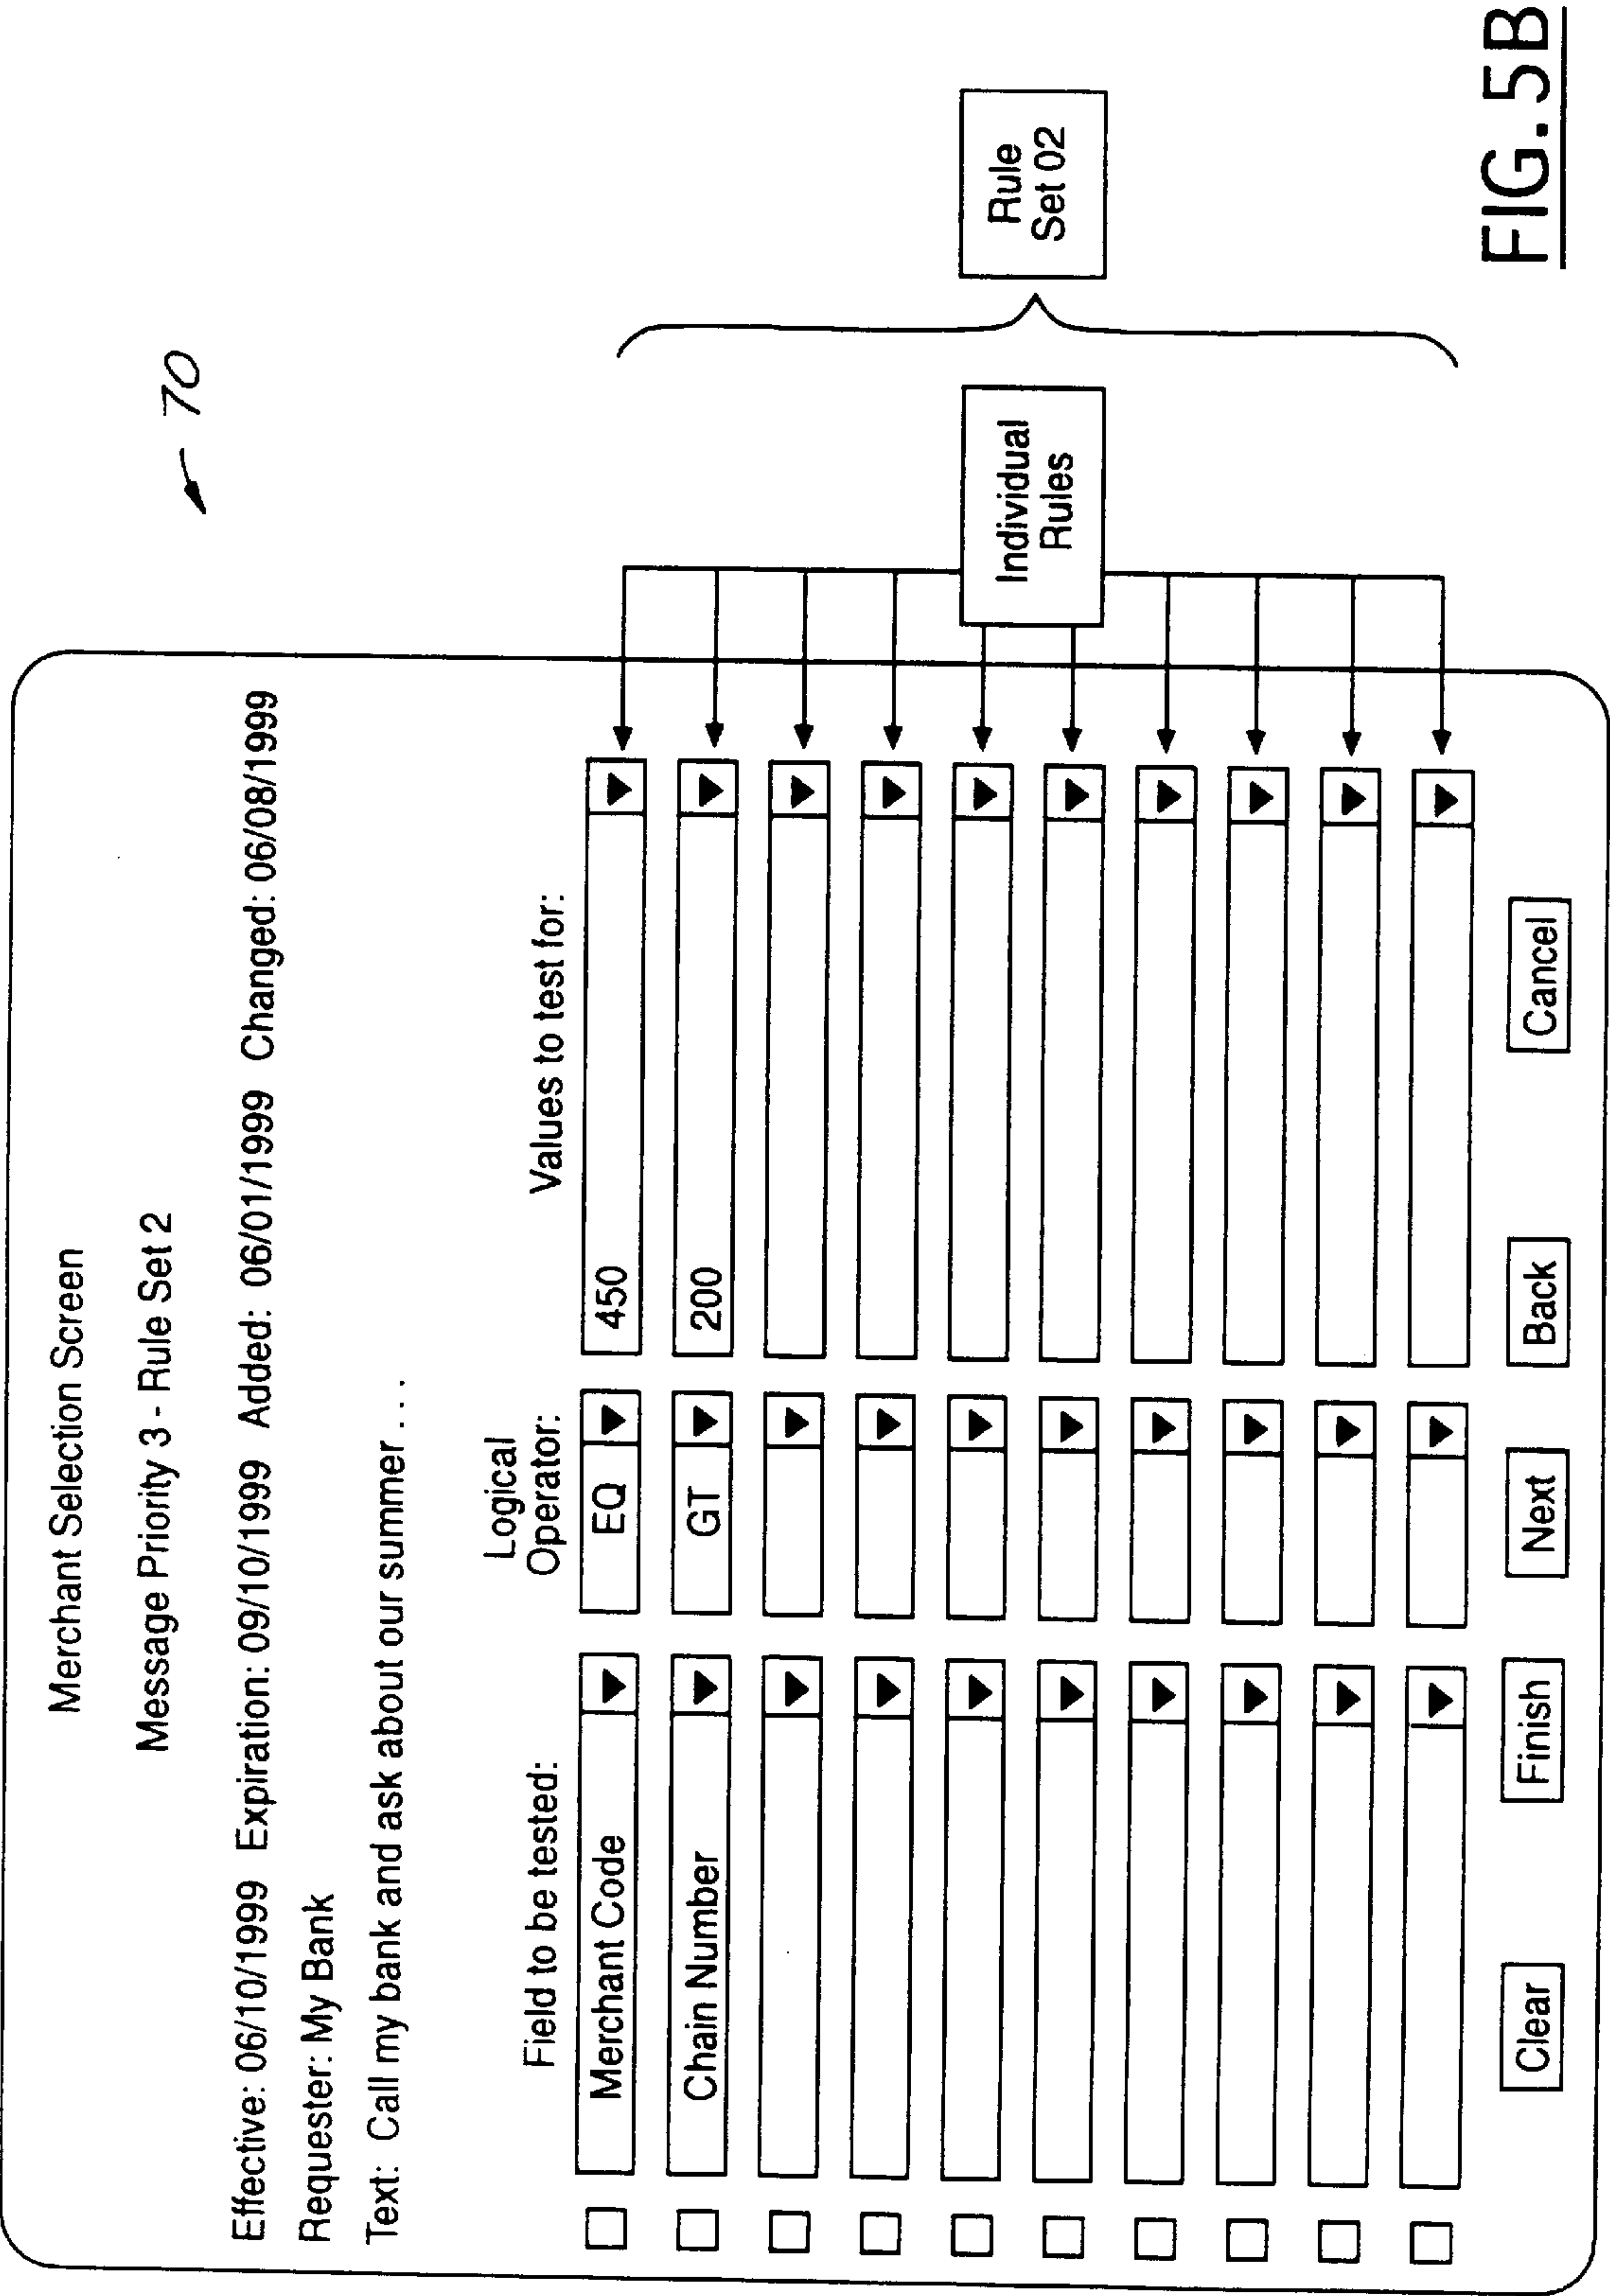 Merchant Selection Screen
Message Priority 3 - Rule Set 2
70
Effective: 06/10/1999 Expiration: 09/10/1999 Added: 06/01/1999 Changed: 06/08/1999
Requester: My Bank
Text: Call my bank and ask about our summer . . .
Field to be tested:
Logical
Operator:
Values to test for:
Merchant Code EQ 450
Chain Number GT 200
Individual
Rules
Rule
Set 02
Clear Finish Next Back Cancel
FIG. 5B